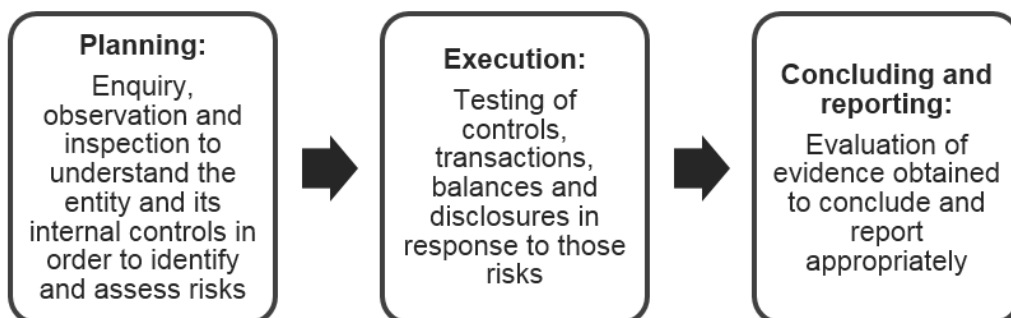 Planning:
Enquiry,
observation and
inspection to
understand the
entity and its
internal controls in
order to identify
and assess risks
Execution:
Testing of
controls,
transactions,
balances and
disclosures in
response to those
risks
Concluding and
reporting:
Evaluation of
evidence obtained
to conclude and
report
appropriately